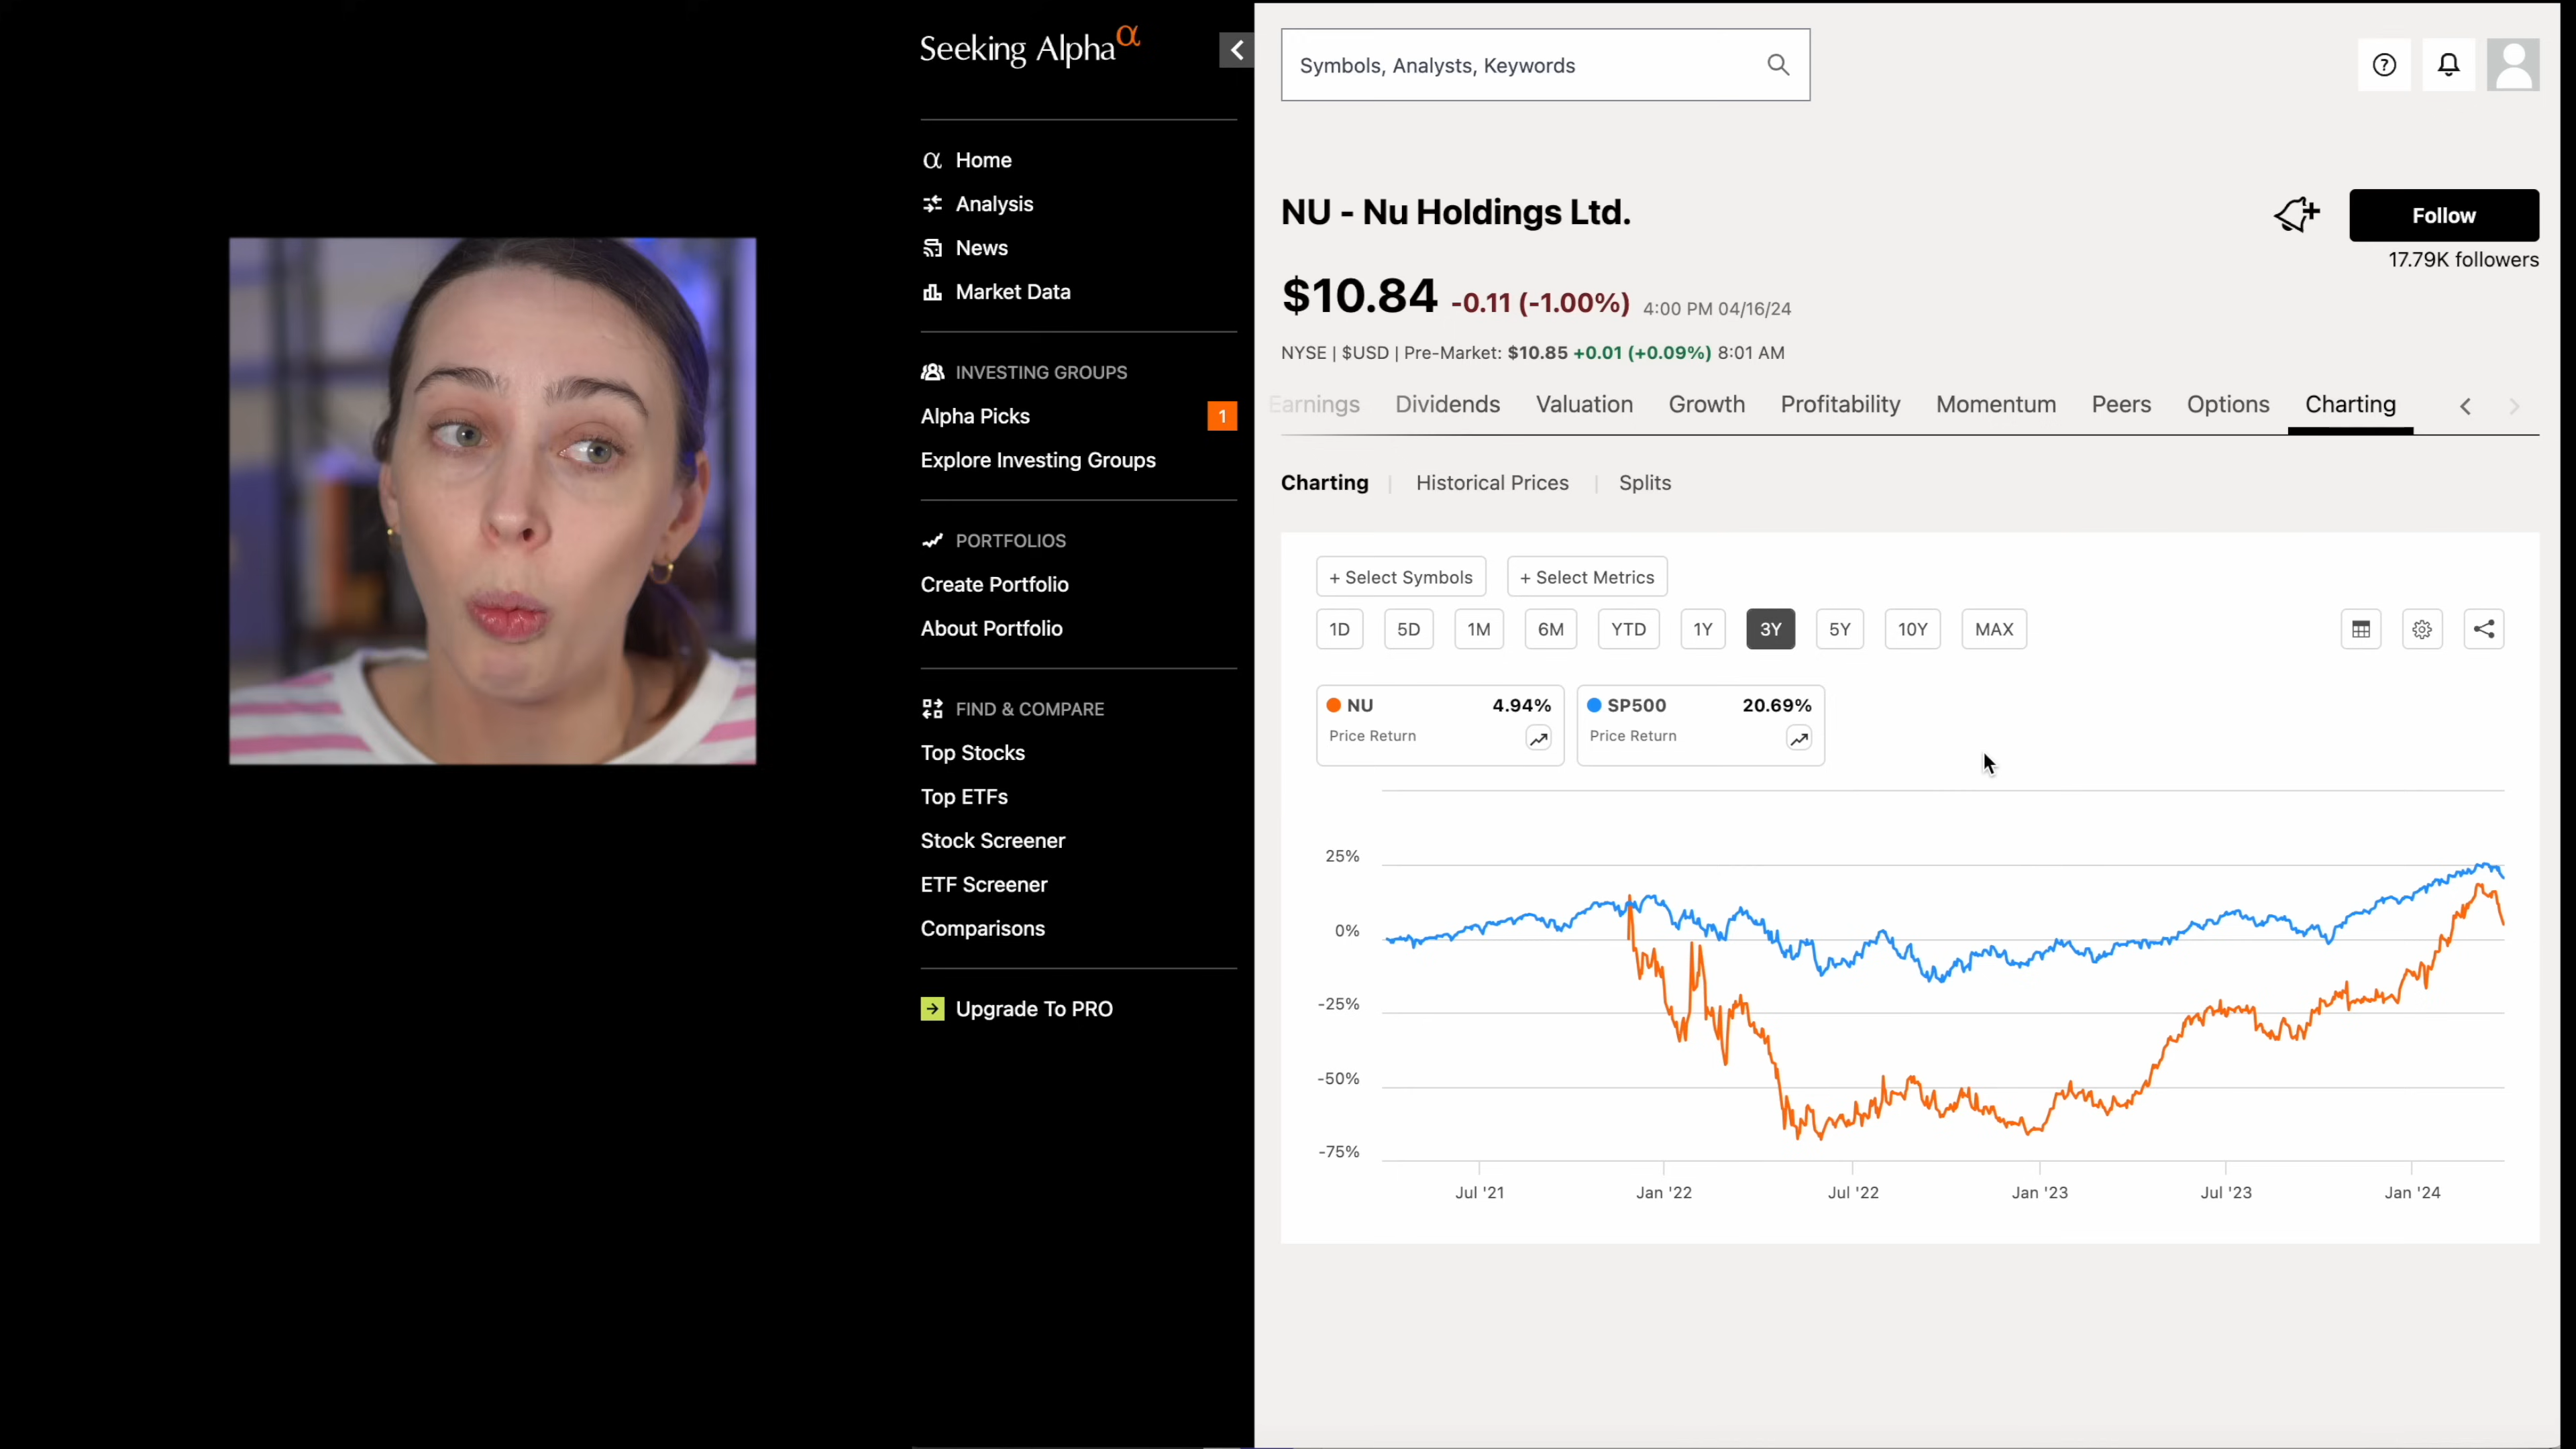 Seeking Alpha α
Home
Analysis
News
Market Data
INVESTING GROUPS
Alpha Picks 1
Explore Investing Groups
PORTFOLIOS
Create Portfolio
About Portfolio
FIND & COMPARE
Top Stocks
Top ETFs
Stock Screener
ETF Screener
Comparisons
Upgrade To PRO
Symbols, Analysts, Keywords
NU - Nu Holdings Ltd.
Follow
17.79K followers
$10.84 -0.11 (-1.00%) 4:00 PM 04/16/24
NYSE | $USD | Pre-Market: $10.85 +0.01 (+0.09%) 8:01 AM
Earnings Dividends Valuation Growth Profitability Momentum Peers Options Charting
Charting | Historical Prices | Splits
+ Select Symbols + Select Metrics
1D 5D 1M 6M YTD 1Y 3Y 5Y 10Y MAX
NU 4.94% SP500 20.69%
Price Return Price Return
25%
0%
-25%
-50%
-75%
Jul '21 Jan '22 Jul '22 Jan '23 Jul '23 Jan '24